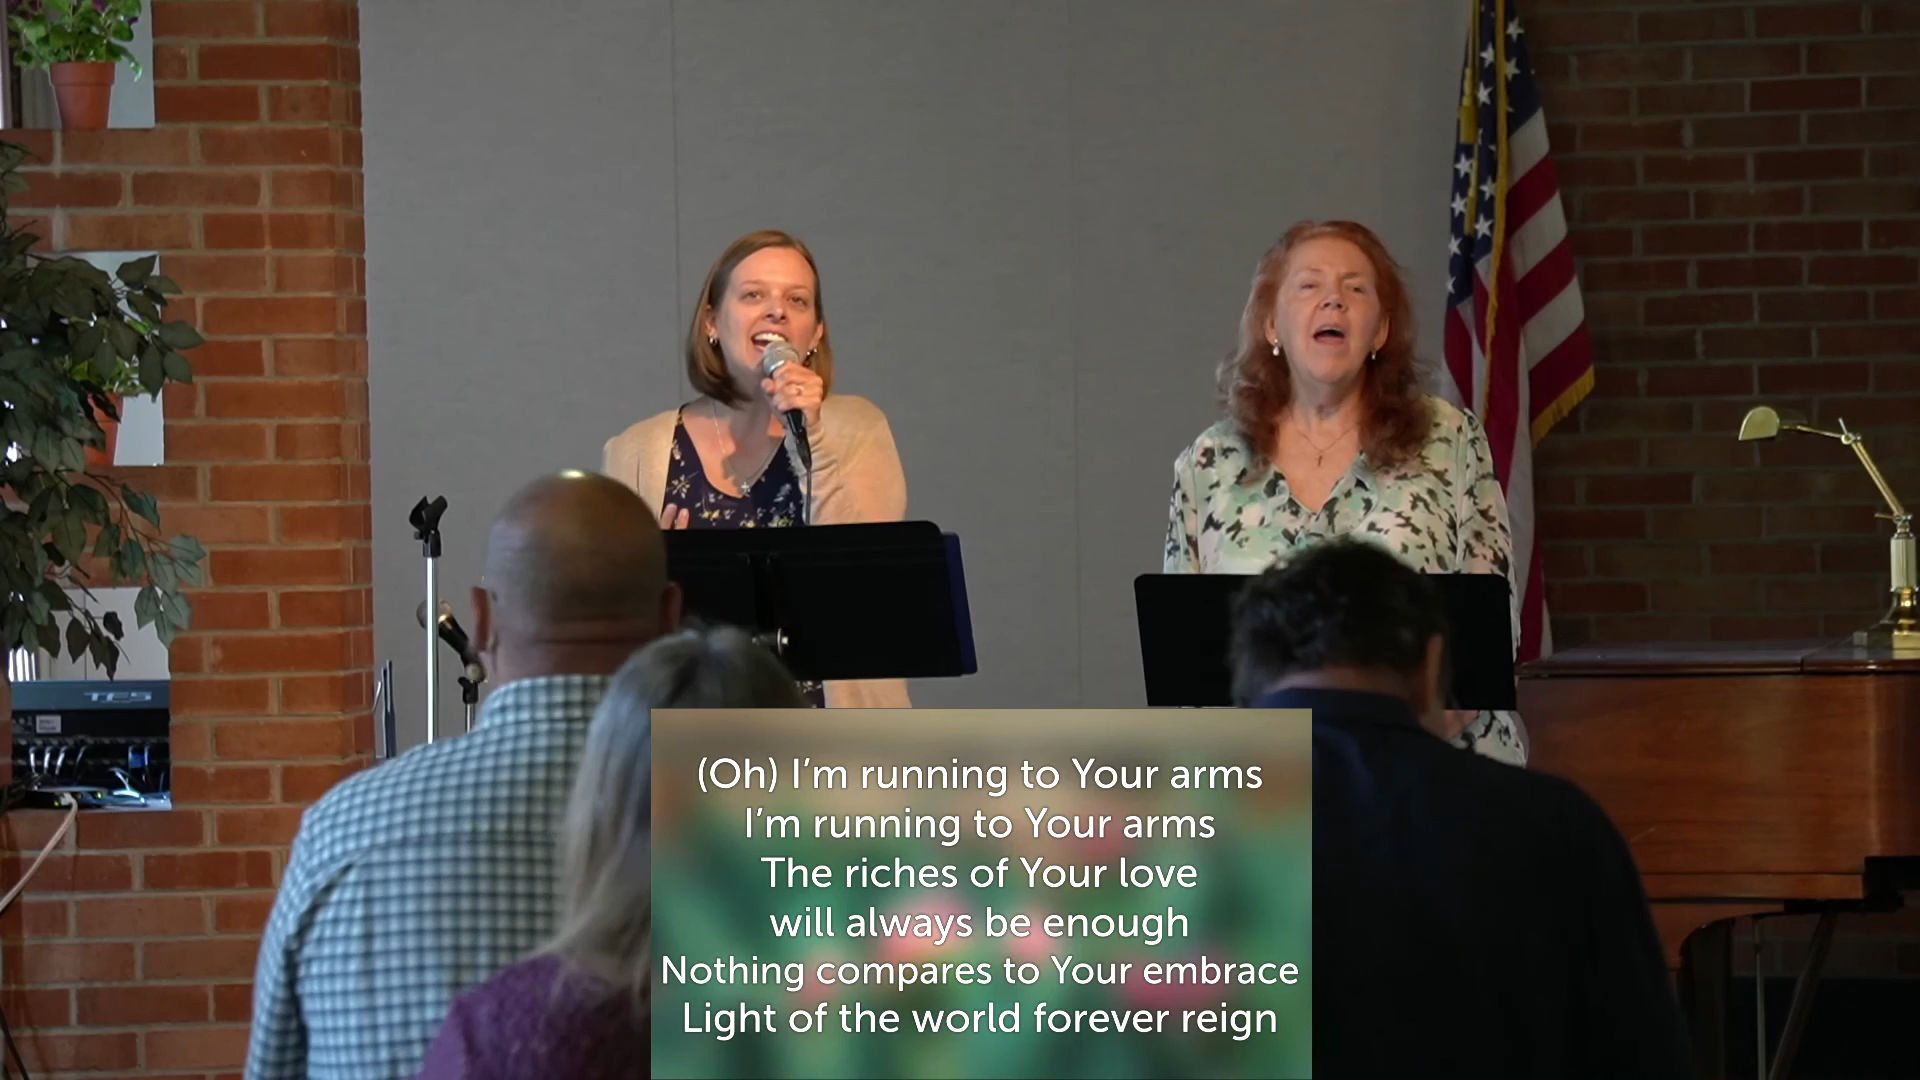 TC5
(Oh) I’m running to Your arms
I’m running to Your arms
The riches of Your love
will always be enough
Nothing compares to Your embrace
Light of the world forever reign